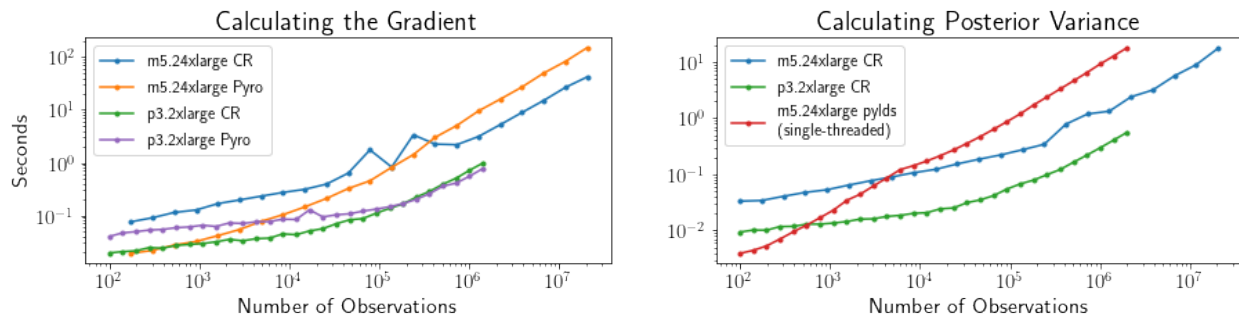 Calculating the Gradient
10²
10¹
10⁰
10⁻¹
Seconds
m5.24xlarge CR
m5.24xlarge Pyro
p3.2xlarge CR
p3.2xlarge Pyro
10² 10³ 10⁴ 10⁵ 10⁶ 10⁷
Number of Observations
Calculating Posterior Variance
10¹
10⁰
10⁻¹
10⁻²
m5.24xlarge CR
p3.2xlarge CR
m5.24xlarge pylds
(single-threaded)
10² 10³ 10⁴ 10⁵ 10⁶ 10⁷
Number of Observations